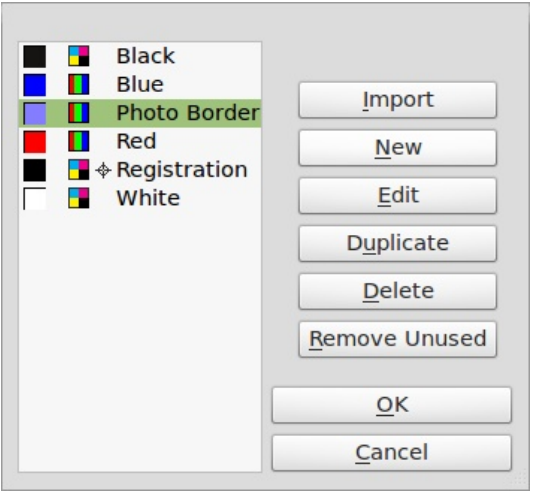 Black
Blue
Photo Border
Red
Registration
White
Import
New
Edit
Duplicate
Delete
Remove Unused
OK
Cancel